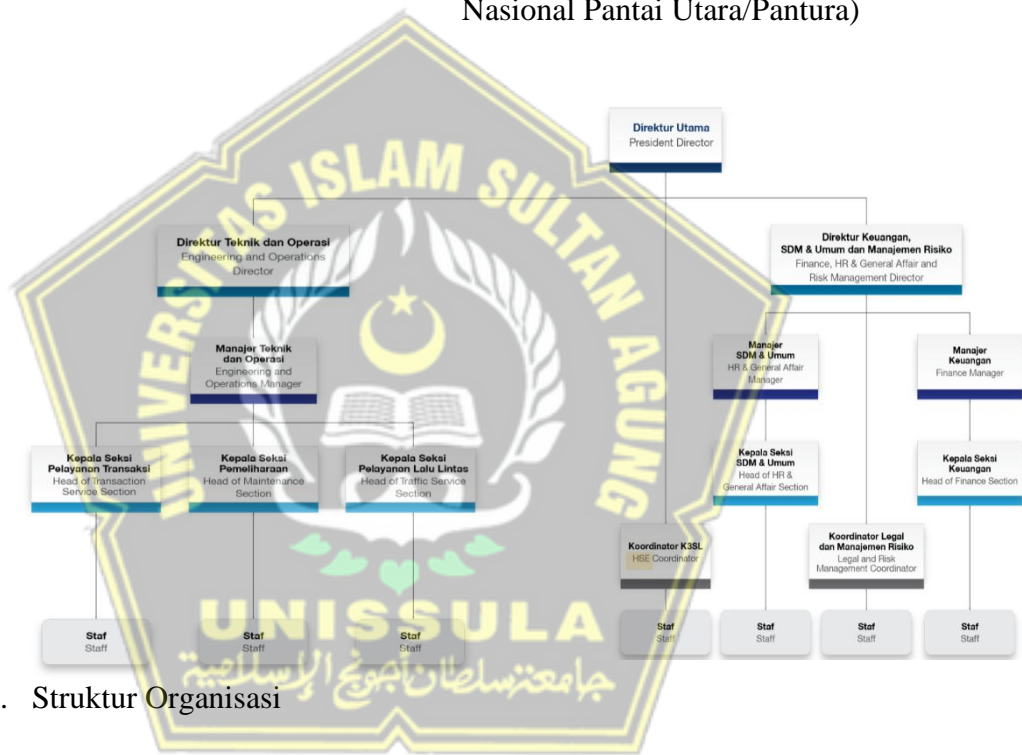 Nasional Pantai Utara/Pantura)
Direktur Utama
President Director
Direktur Teknik dan Operasi
Engineering and Operations
Director
Direktur Keuangan,
SDM & Umum dan Manajemen Risiko
Finance, HR & General Affair and
Risk Management Director
Manajer Teknik
dan Operasi
Engineering and
Operations Manager
Manajer
SDM & Umum
HR & General Affair
Manager
Manajer
Keuangan
Finance Manager
Kepala Seksi
Pelayanan Transaksi
Head of Transaction
Service Section
Kepala Seksi
Pemeliharaan
Head of Maintenance
Section
Kepala Seksi
Pelayanan Lalu Lintas
Head of Traffic Service
Section
Kepala Seksi
SDM & Umum
Head of HR &
General Affair Section
Kepala Seksi
Keuangan
Head of Finance Section
Koordinator K3SL
HSE Coordinator
Koordinator Legal
dan Manajemen Risiko
Legal and Risk
Management Coordinator
Staf
Staff
Staf
Staff
Staf
Staff
Staf
Staff
Staf
Staff
Staf
Staff
Staf
Staff
UNIVERSITAS ISLAM SULTAN AGUNG
UNISSULA
جامعة سلطان أجونج الإسلامية
. Struktur Organisasi